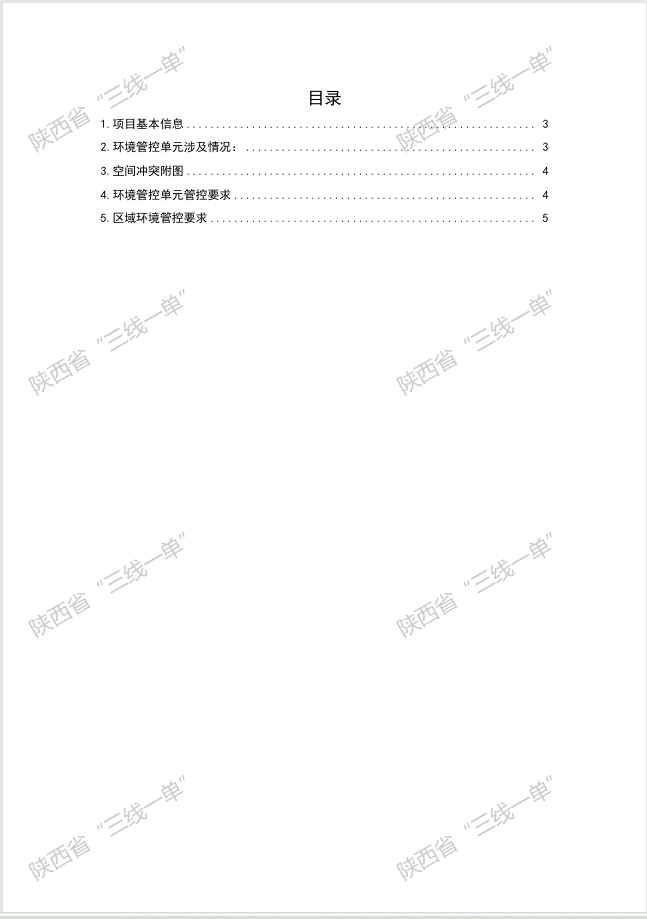 目录
1.项目基本信息........................................................... 3
2.环境管控单元涉及情况：................................................. 3
3.空间冲突附图........................................................... 4
4.环境管控单元管控要求................................................... 4
5.区域环境管控要求....................................................... 5
陕西省 “三线一单”
陕西省 “三线一单”
陕西省 “三线一单”
陕西省 “三线一单”
陕西省 “三线一单”
陕西省 “三线一单”
陕西省 “三线一单”
陕西省 “三线一单”